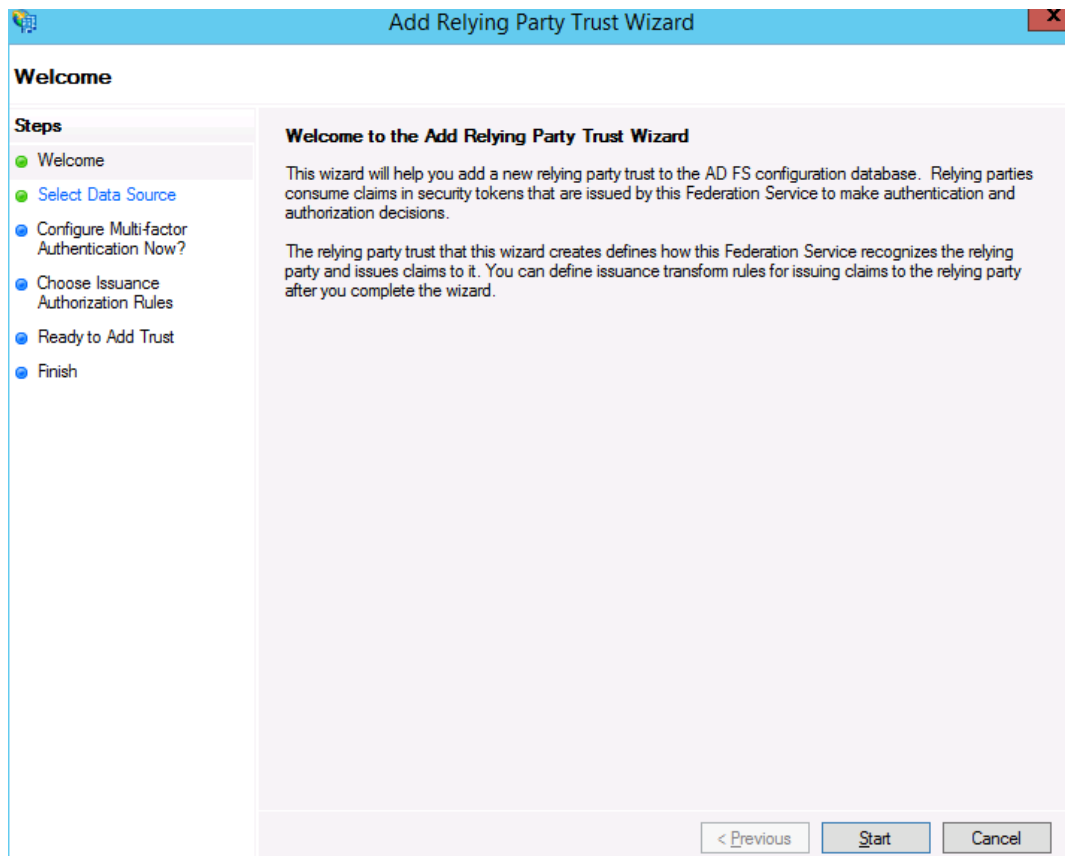 Add Relying Party Trust Wizard
X
Welcome
Steps
Welcome
Select Data Source
Configure Multi-factor
Authentication Now?
Choose Issuance
Authorization Rules
Ready to Add Trust
Finish
Welcome to the Add Relying Party Trust Wizard
This wizard will help you add a new relying party trust to the AD FS configuration database.  Relying parties
consume claims in security tokens that are issued by this Federation Service to make authentication and
authorization decisions.
The relying party trust that this wizard creates defines how this Federation Service recognizes the relying
party and issues claims to it. You can define issuance transform rules for issuing claims to the relying party
after you complete the wizard.
< Previous
Start
Cancel